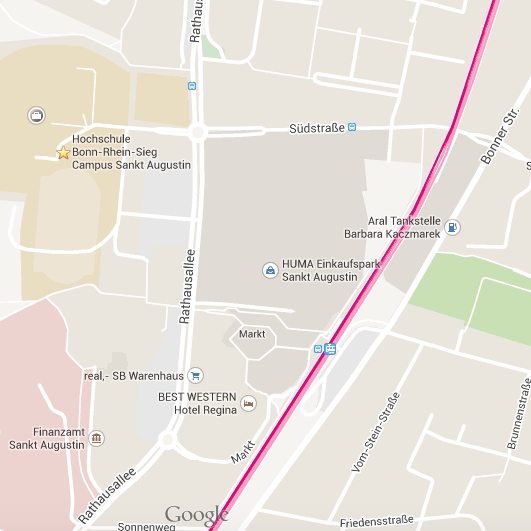 Rathaus
Südstraße
Bonner Str.
Hochschule
Bonn-Rhein-Sieg
Campus Sankt Augustin
S
Aral Tankstelle
Barbara Kaczmarek
Rathausallee
HUMA Einkaufspark
Sankt Augustin
Markt
real,- SB Warenhaus
BEST WESTERN
Hotel Regina
Vom-Stein-Straße
Brunnenstraße
Finanzamt
Sankt Augustin
Markt
Rathausallee
Google
Sonnenweg
Friedensstraße